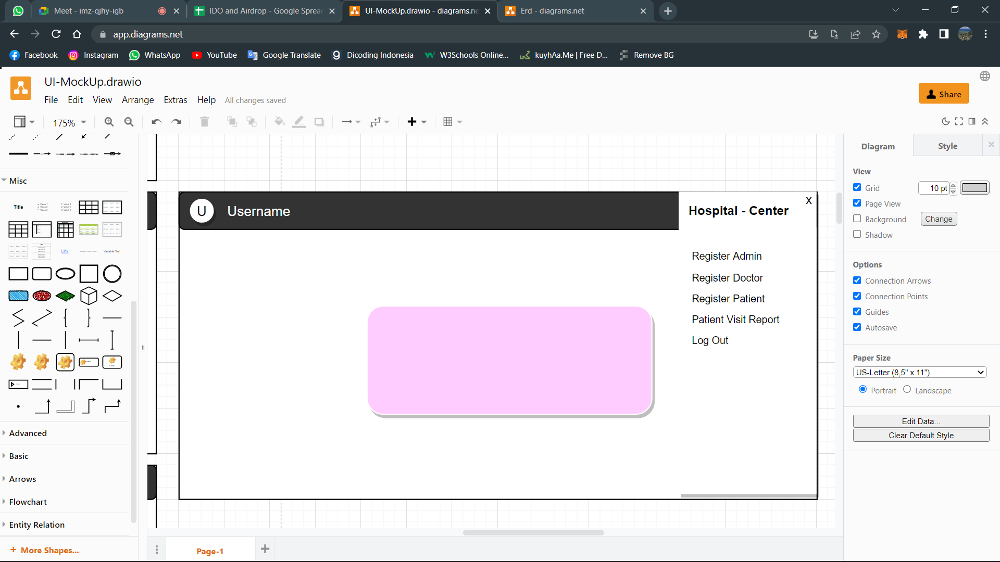 Meet - imz-qjhy-igb
IDO and Airdrop - Google Sprea
UI-MockUp.drawio - diagrams.ne
Erd - diagrams.net
app.diagrams.net
Facebook
Instagram
WhatsApp
YouTube
Google Translate
Dicoding Indonesia
W3Schools Online...
kuyhAa.Me | Free D...
Remove BG
UI-MockUp.drawio
File Edit View Arrange Extras Help All changes saved
Share
175%
Misc
Title
Link
Variable Text
Advanced
Basic
Arrows
Flowchart
Entity Relation
+ More Shapes...
U Username
Hospital - Center
X
Register Admin
Register Doctor
Register Patient
Patient Visit Report
Log Out
Page-1
Diagram
Style
View
Grid
10 pt
Page View
Background
Change
Shadow
Options
Connection Arrows
Connection Points
Guides
Autosave
Paper Size
US-Letter (8,5" x 11")
Portrait
Landscape
Edit Data...
Clear Default Style